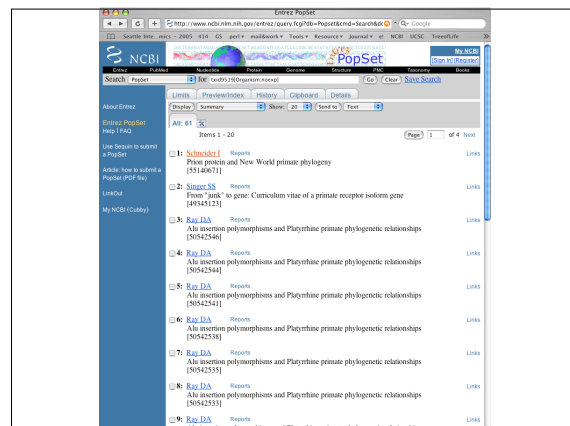 Entrez PopSet
http://www.ncbi.nlm.nih.gov/entrez/query.fcgi?db=Popset&cmd=Search&dc Q- Google
Seattle Inte...mics - 2005 414 GS perl mail&work Tools Resource Journal e! NCBI UCSC TreeofLife
NCBI PopSet My NCBI
[Sign In] [Register]
Entrez PubMed Nucleotide Protein Genome Structure PMC Taxonomy Books
Search PopSet for txid9519[Organism:noexp] Go Clear Save Search
Limits Preview/Index History Clipboard Details
About Entrez
Display Summary Show: 20 Send to Text
All: 61
Entrez PopSet
Help | FAQ
Items 1 - 20 Page 1 of 4 Next
Use Sequin to submit
a PopSet
Article: how to submit a
PopSet (PDF file)
LinkOut
My NCBI (Cubby)
1: Schneider I Reports Links
Prion protein and New World primate phylogeny
[55140671]
2: Singer SS Reports Links
From "junk" to gene: Curriculum vitae of a primate receptor isoform gene
[49345123]
3: Ray DA Reports Links
Alu insertion polymorphisms and Platyrrhine primate phylogenetic relationships
[50542546]
4: Ray DA Reports Links
Alu insertion polymorphisms and Platyrrhine primate phylogenetic relationships
[50542544]
5: Ray DA Reports Links
Alu insertion polymorphisms and Platyrrhine primate phylogenetic relationships
[50542541]
6: Ray DA Reports Links
Alu insertion polymorphisms and Platyrrhine primate phylogenetic relationships
[50542538]
7: Ray DA Reports Links
Alu insertion polymorphisms and Platyrrhine primate phylogenetic relationships
[50542535]
8: Ray DA Reports Links
Alu insertion polymorphisms and Platyrrhine primate phylogenetic relationships
[50542533]
9: Ray DA Reports Links